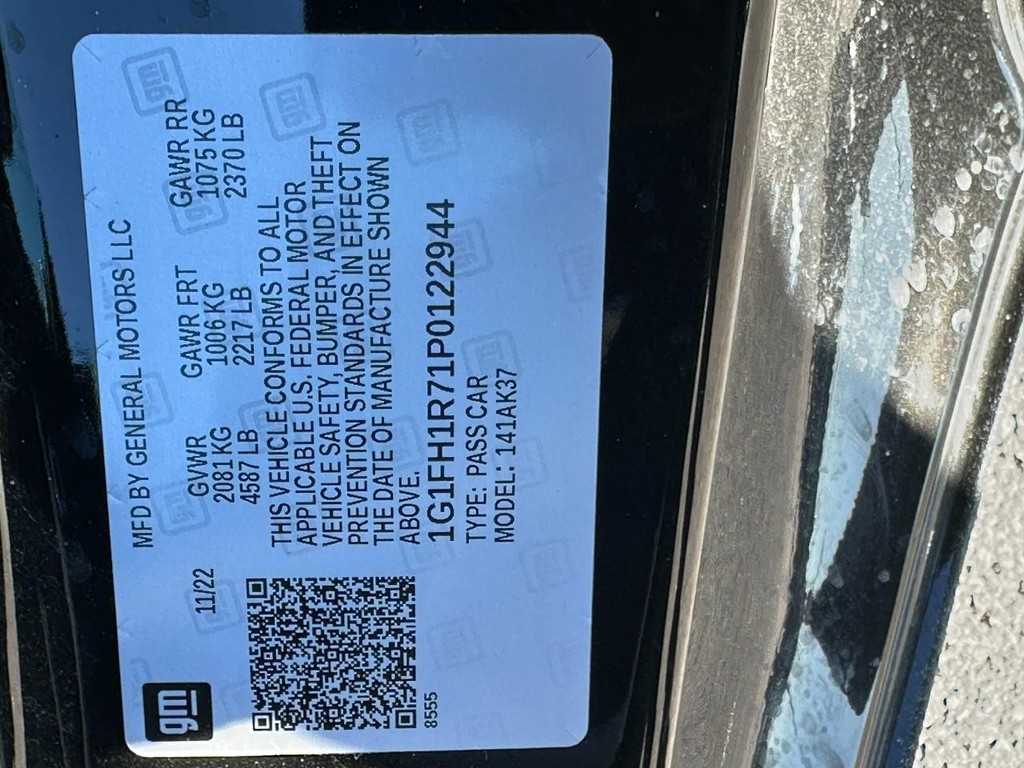 gm
MFD BY GENERAL MOTORS LLC
11/22
GVWR GAWR FRT GAWR RR
2081KG 1006 KG 1075 KG
4587 LB 2217 LB 2370 LB
THIS VEHICLE CONFORMS TO ALL
APPLICABLE U.S. FEDERAL MOTOR
VEHICLE SAFETY, BUMPER, AND THEFT
PREVENTION STANDARDS IN EFFECT ON
THE DATE OF MANUFACTURE SHOWN
ABOVE.
8555
1G1FH1R71P0122944
TYPE: PASS CAR
MODEL: 141AK37